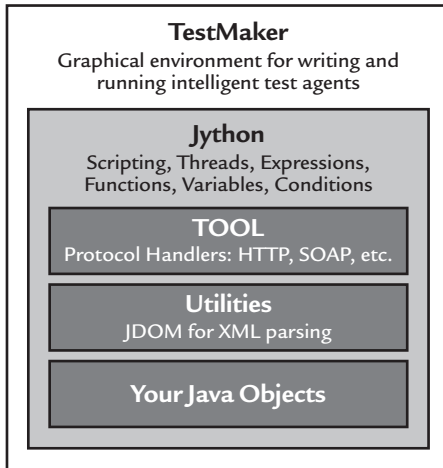 TestMaker
Graphical environment for writing and
running intelligent test agents
Jython
Scripting, Threads, Expressions,
Functions, Variables, Conditions
TOOL
Protocol Handlers: HTTP, SOAP, etc.
Utilities
JDOM for XML parsing
Your Java Objects